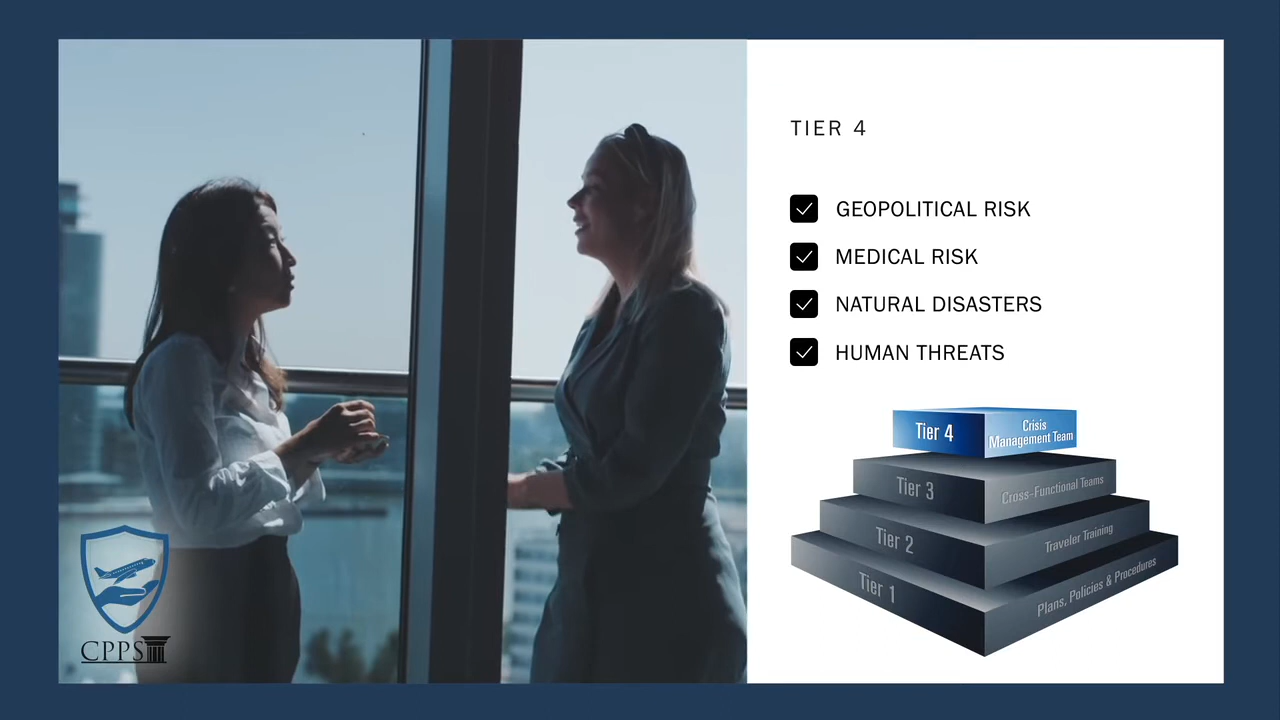 TIER 4
GEOPOLITICAL RISK
MEDICAL RISK
NATURAL DISASTERS
HUMAN THREATS
Tier 4
Crisis
Management Team
Tier 3
Cross-Functional Teams
Tier 2
Traveler Training
Tier 1
Plans, Policies & Procedures
CPPS